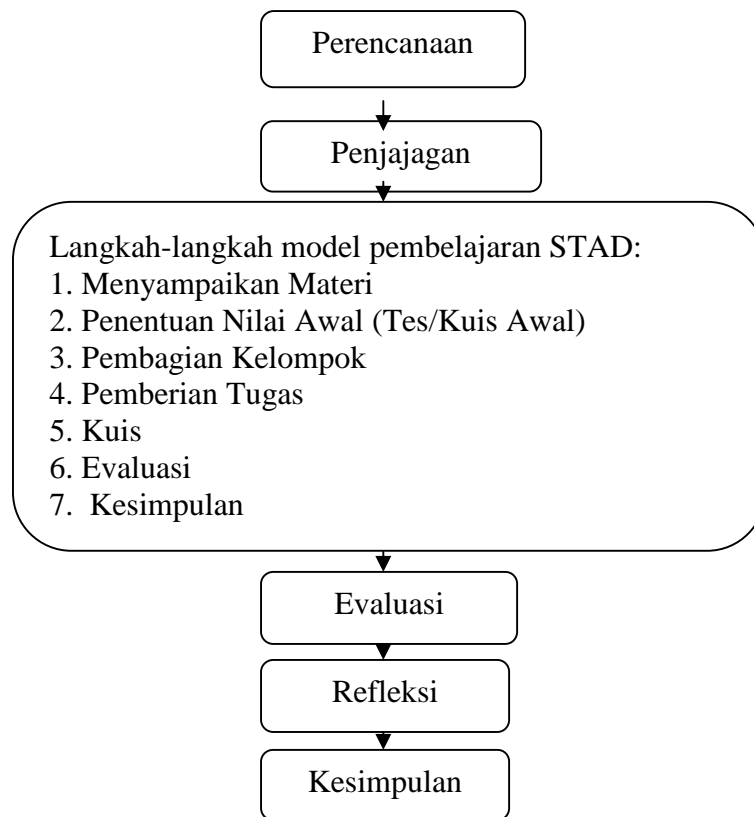 Perencanaan
Penjajagan
Langkah-langkah model pembelajaran STAD:
1. Menyampaikan Materi
2. Penentuan Nilai Awal (Tes/Kuis Awal)
3. Pembagian Kelompok
4. Pemberian Tugas
5. Kuis
6. Evaluasi
7.  Kesimpulan
Evaluasi
Refleksi
Kesimpulan